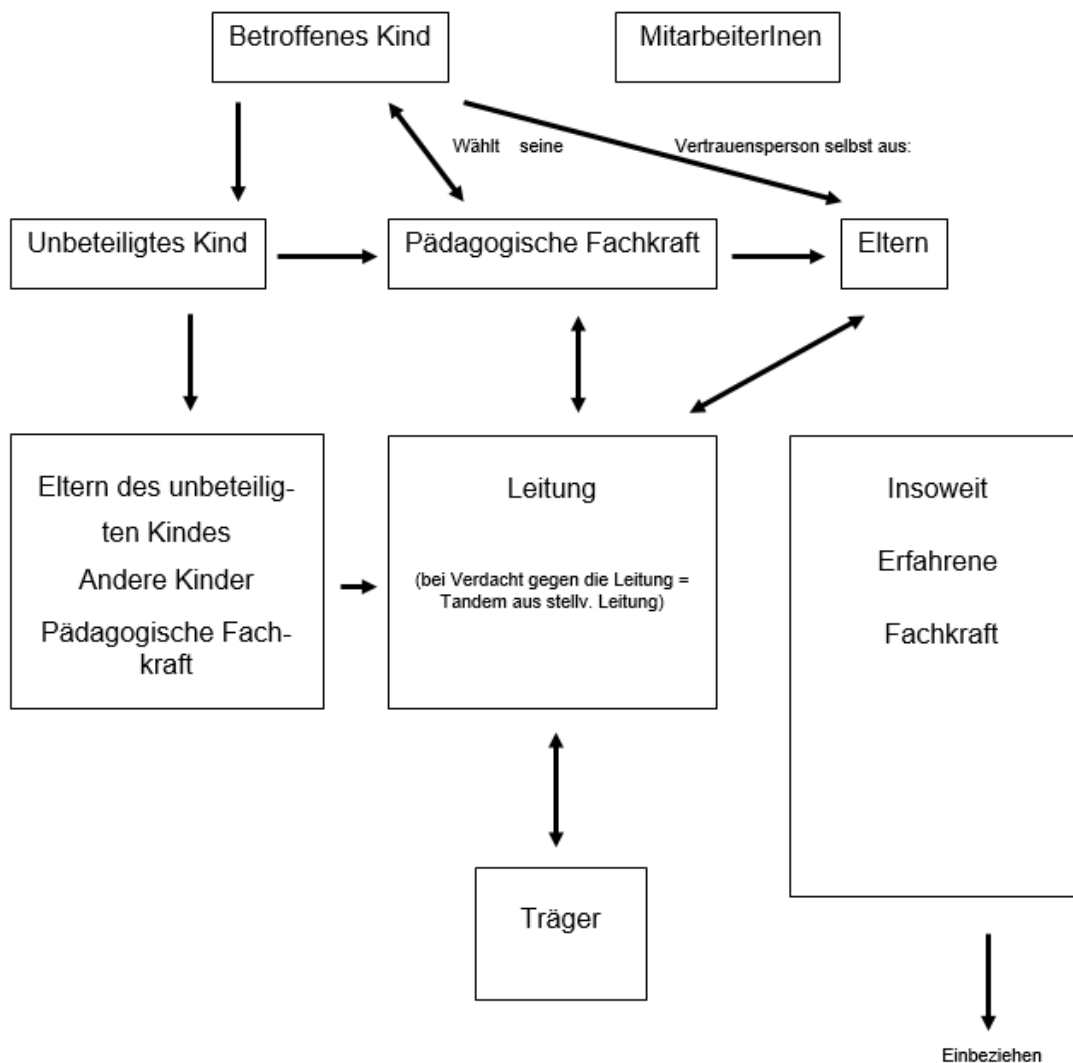 Betroffenes Kind
MitarbeiterInen
Wählt seine Vertrauensperson selbst aus:
Unbeteiligtes Kind
Pädagogische Fachkraft
Eltern
Eltern des unbeteilig-
ten Kindes
Andere Kinder
Pädagogische Fach-
kraft
Leitung
(bei Verdacht gegen die Leitung =
Tandem aus stellv. Leitung)
Insoweit
Erfahrene
Fachkraft
Träger
Einbeziehen